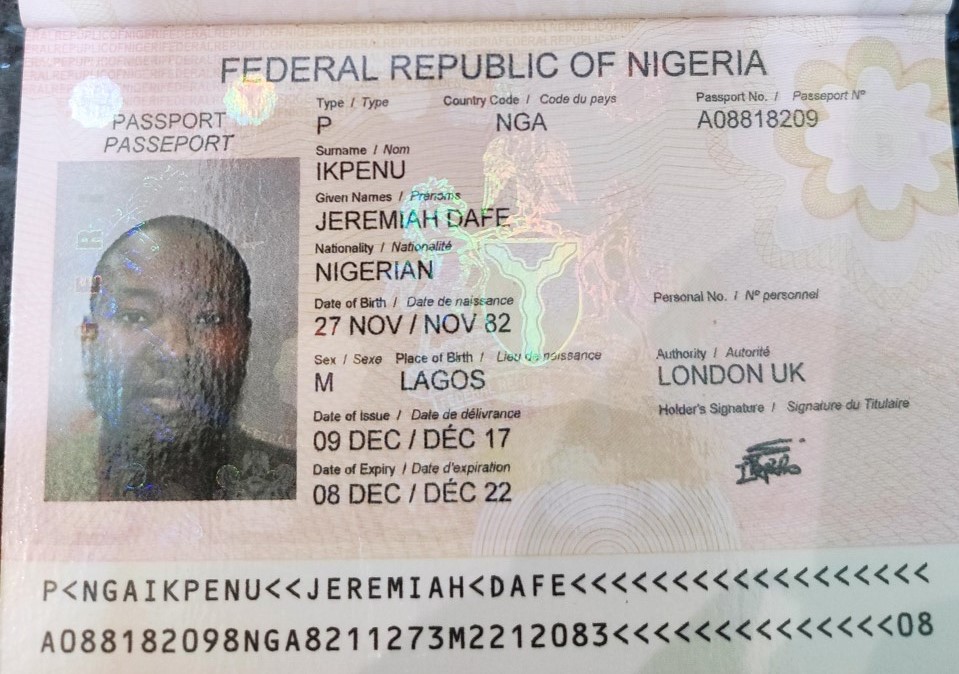 FEDERAL REPUBLIC OF NIGERIA
PASSPORT
PASSEPORT
Type / Type
Country Code / Code du pays
Passport No. / Passeport N°
P
NGA
A08818209
Surname / Nom
IKPENU
Given Names / Prénoms
JEREMIAH DAFE
Nationality / Nationalité
NIGERIAN
Date of Birth / Date de naissance
Personal No. / N° personnel
27 NOV / NOV 82
Sex / Sexe Place of Birth / Lieu de naissance
Authority / Autorité
M LAGOS
LONDON UK
Date of Issue / Date de délivrance
Holder's Signature / Signature du Titulaire
09 DEC / DÉC 17
Date of Expiry / Date d'expiration
08 DEC / DÉC 22
P<NGAIKPENU<<JEREMIAH<DAFE<<<<<<<<<<<<<<<<<<
A088182098NGA8211273M2212083<<<<<<<<<<<<<<08